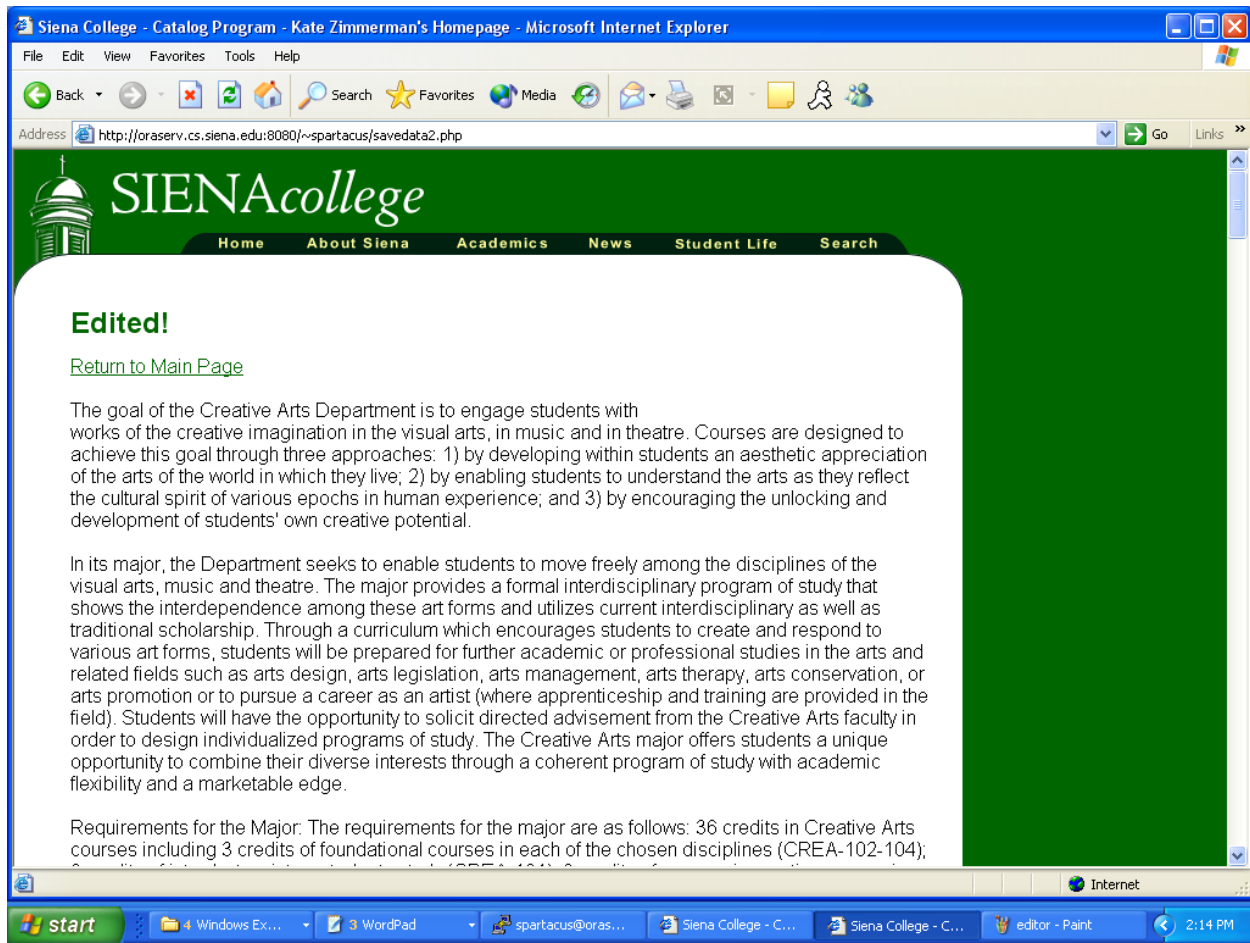 Siena College - Catalog Program - Kate Zimmerman's Homepage - Microsoft Internet Explorer
File Edit View Favorites Tools Help
Back Search Favorites Media
Address http://oraserv.cs.siena.edu:8080/~spartacus/savedata2.php Go Links »
SIENAcollege
Home About Siena Academics News Student Life Search
Edited!
Return to Main Page
The goal of the Creative Arts Department is to engage students with
works of the creative imagination in the visual arts, in music and in theatre. Courses are designed to
achieve this goal through three approaches: 1) by developing within students an aesthetic appreciation
of the arts of the world in which they live; 2) by enabling students to understand the arts as they reflect
the cultural spirit of various epochs in human experience; and 3) by encouraging the unlocking and
development of students' own creative potential.
In its major, the Department seeks to enable students to move freely among the disciplines of the
visual arts, music and theatre. The major provides a formal interdisciplinary program of study that
shows the interdependence among these art forms and utilizes current interdisciplinary as well as
traditional scholarship. Through a curriculum which encourages students to create and respond to
various art forms, students will be prepared for further academic or professional studies in the arts and
related fields such as arts design, arts legislation, arts management, arts therapy, arts conservation, or
arts promotion or to pursue a career as an artist (where apprenticeship and training are provided in the
field). Students will have the opportunity to solicit directed advisement from the Creative Arts faculty in
order to design individualized programs of study. The Creative Arts major offers students a unique
opportunity to combine their diverse interests through a coherent program of study with academic
flexibility and a marketable edge.
Requirements for the Major: The requirements for the major are as follows: 36 credits in Creative Arts
courses including 3 credits of foundational courses in each of the chosen disciplines (CREA-102-104);
Internet
start 4 Windows Ex... 3 WordPad spartacus@oras... Siena College - C... Siena College - C... editor - Paint 2:14 PM